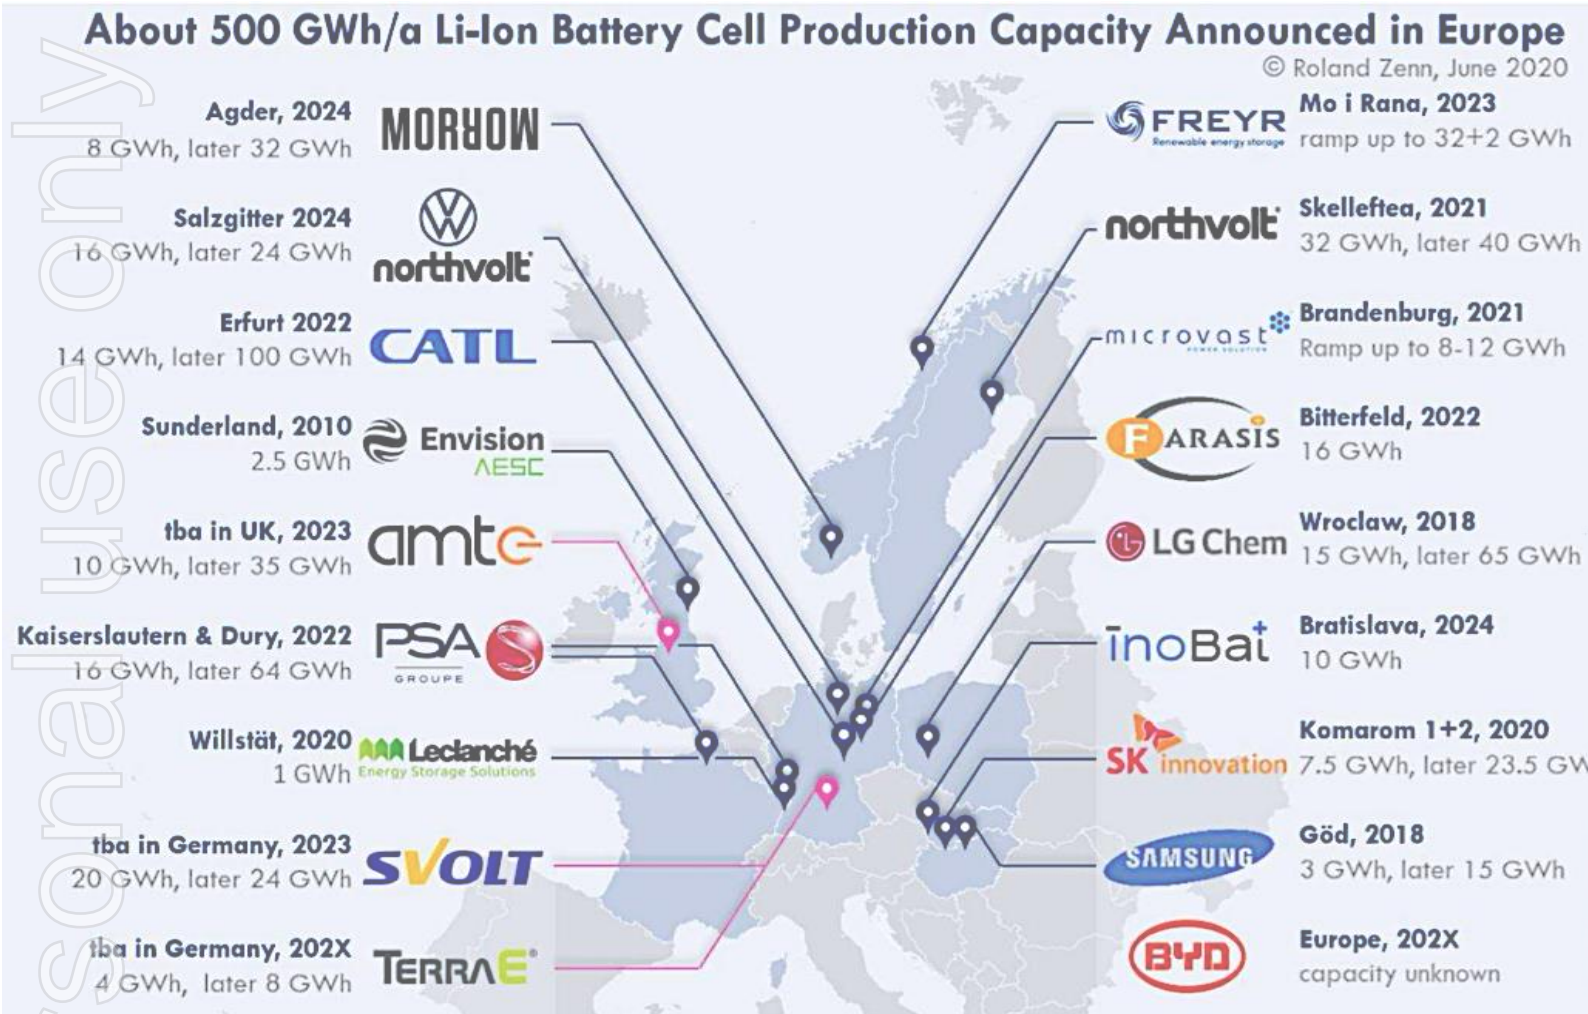 About 500 GWh/a Li-Ion Battery Cell Production Capacity Announced in Europe
© Roland Zenn, June 2020
Agder, 2024
8 GWh, later 32 GWh
MORROW
Salzgitter 2024
16 GWh, later 24 GWh
northvolt
Erfurt 2022
14 GWh, later 100 GWh
CATL
Sunderland, 2010
2.5 GWh
Envision
AESC
tba in UK, 2023
10 GWh, later 35 GWh
amte
Kaiserslautern & Dury, 2022
16 GWh, later 64 GWh
PSA
GROUPE
Willstät, 2020
1 GWh
Leclanché
Energy Storage Solutions
tba in Germany, 2023
20 GWh, later 24 GWh
SVOLT
tba in Germany, 202X
4 GWh, later 8 GWh
TERRAE
FREYR
Renewable energy storage
Mo i Rana, 2023
ramp up to 32+2 GWh
northvolt
Skelleftea, 2021
32 GWh, later 40 GWh
microvast
POWER SOLUTION
Brandenburg, 2021
Ramp up to 8-12 GWh
FARASIS
Bitterfeld, 2022
16 GWh
LG Chem
Wroclaw, 2018
15 GWh, later 65 GWh
inoBat
Bratislava, 2024
10 GWh
SK innovation
Komarom 1+2, 2020
7.5 GWh, later 23.5 GW
SAMSUNG
Göd, 2018
3 GWh, later 15 GWh
BYD
Europe, 202X
capacity unknown
sonal use only